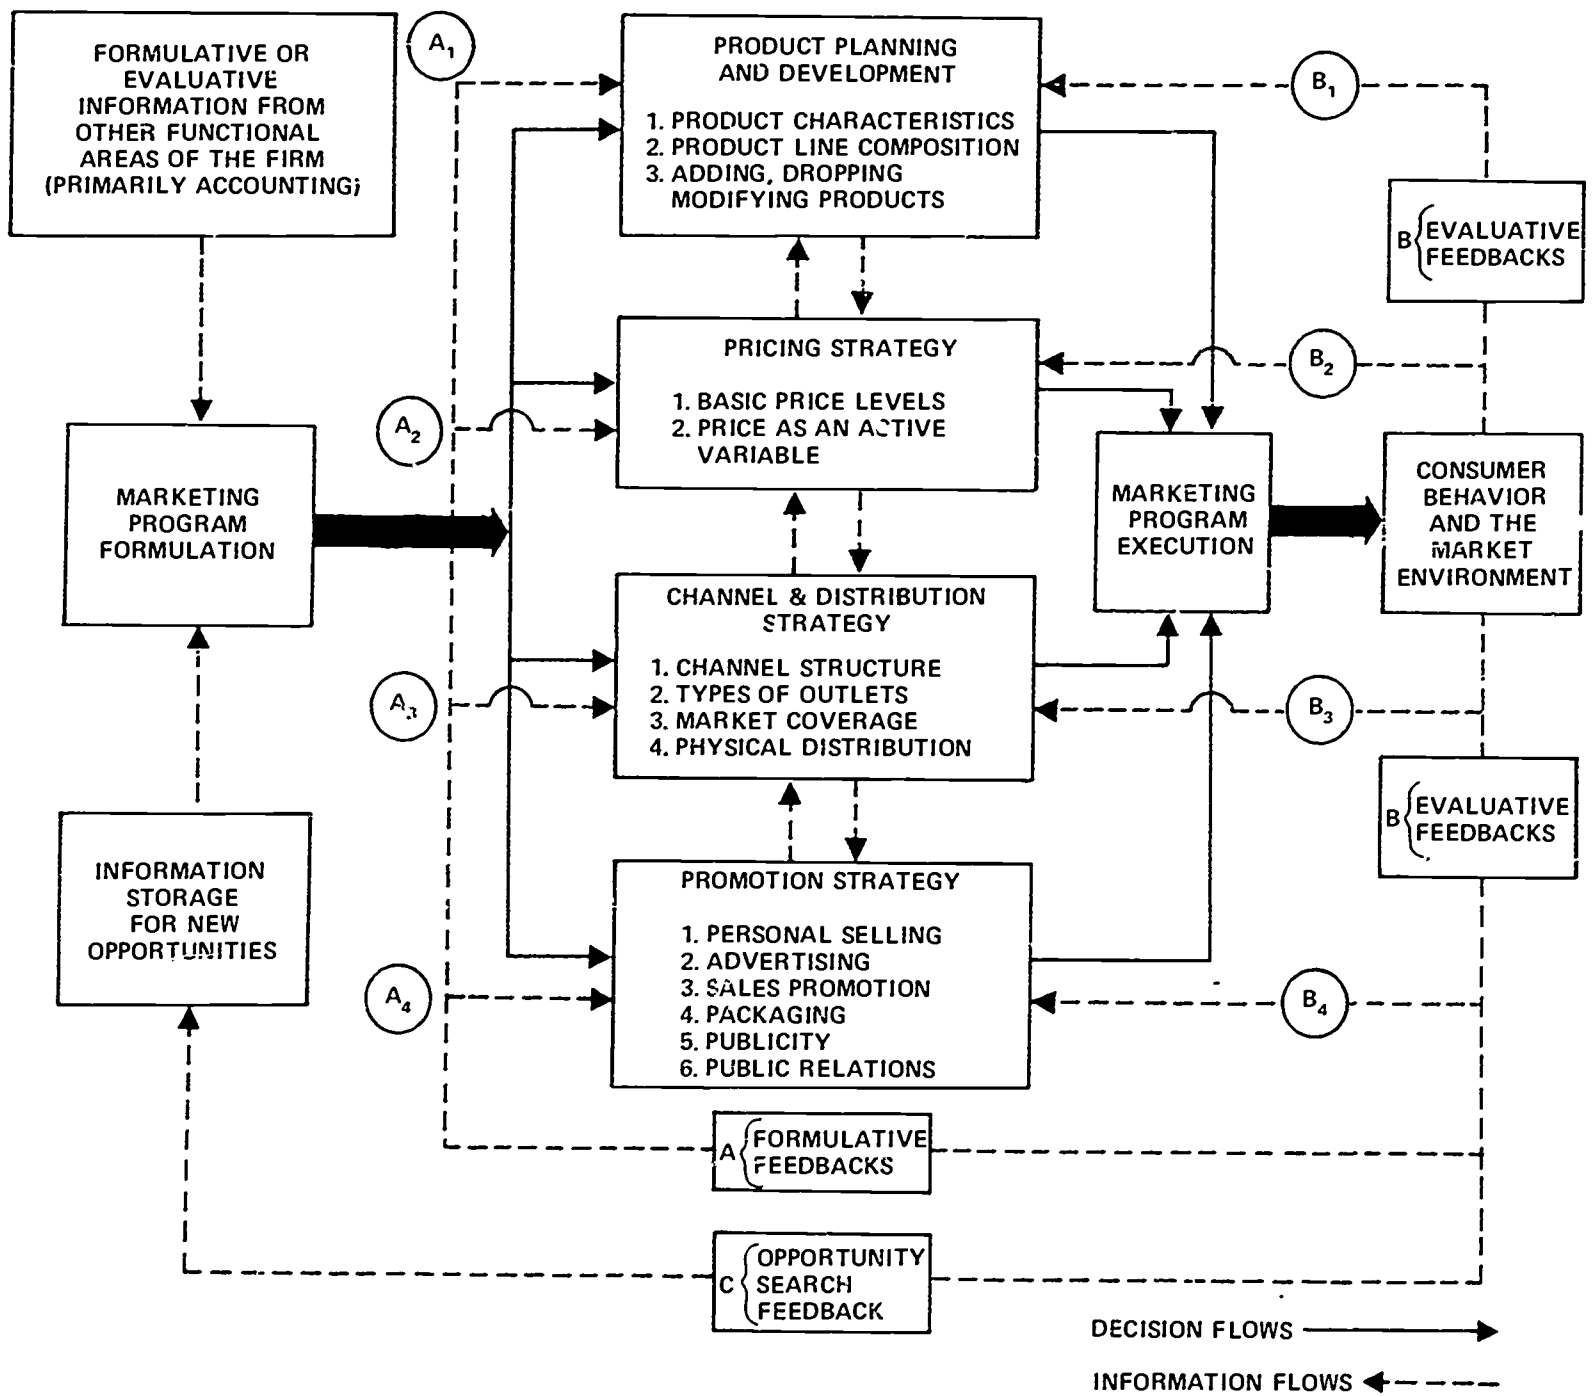 FORMULATIVE OR
EVALUATIVE
INFORMATION FROM
OTHER FUNCTIONAL
AREAS OF THE FIRM
(PRIMARILY ACCOUNTING)
A1
PRODUCT PLANNING
AND DEVELOPMENT
1. PRODUCT CHARACTERISTICS
2. PRODUCT LINE COMPOSITION
3. ADDING, DROPPING
MODIFYING PRODUCTS
B1
B { EVALUATIVE
FEEDBACKS
PRICING STRATEGY
1. BASIC PRICE LEVELS
2. PRICE AS AN ACTIVE
VARIABLE
B2
A2
MARKETING
PROGRAM
FORMULATION
MARKETING
PROGRAM
EXECUTION
CONSUMER
BEHAVIOR
AND THE
MARKET
ENVIRONMENT
CHANNEL & DISTRIBUTION
STRATEGY
1. CHANNEL STRUCTURE
2. TYPES OF OUTLETS
3. MARKET COVERAGE
4. PHYSICAL DISTRIBUTION
A3
B3
B { EVALUATIVE
FEEDBACKS
INFORMATION
STORAGE
FOR NEW
OPPORTUNITIES
PROMOTION STRATEGY
1. PERSONAL SELLING
2. ADVERTISING
3. SALES PROMOTION
4. PACKAGING
5. PUBLICITY
6. PUBLIC RELATIONS
A4
B4
A { FORMULATIVE
FEEDBACKS
C { OPPORTUNITY
SEARCH
FEEDBACK
DECISION FLOWS
INFORMATION FLOWS